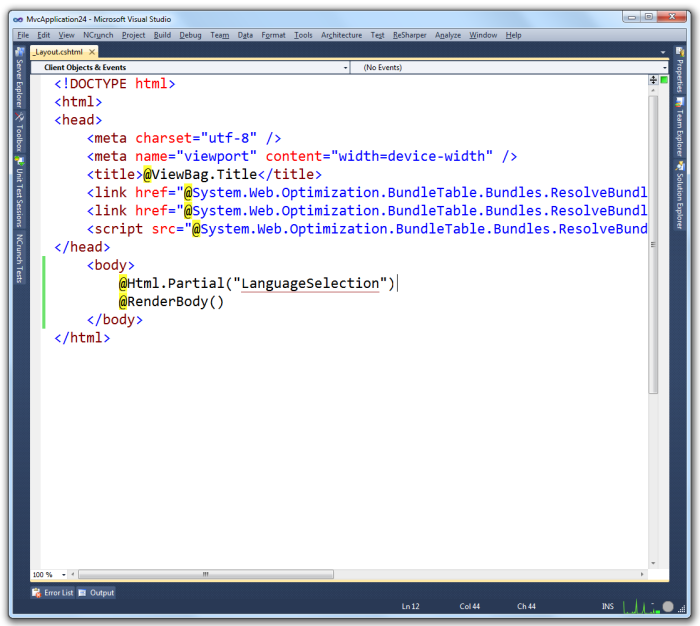 MvcApplication24 - Microsoft Visual Studio
File Edit View NCrunch Project Build Debug Team Data Format Tools Architecture Test ReSharper Analyze Window Help
_Layout.cshtml
Client Objects & Events (No Events)
<!DOCTYPE html>
<html>
<head>
<meta charset="utf-8" />
<meta name="viewport" content="width=device-width" />
<title>@ViewBag.Title</title>
<link href="@System.Web.Optimization.BundleTable.Bundles.ResolveBundl
<link href="@System.Web.Optimization.BundleTable.Bundles.ResolveBundl
<script src="@System.Web.Optimization.BundleTable.Bundles.ResolveBund
</head>
<body>
@Html.Partial("LanguageSelection")
@RenderBody()
</body>
</html>
Server Explorer
Toolbox
Unit Test Sessions
NCrunch Tests
Properties
Team Explorer
Solution Explorer
100 %
Error List Output
Ln 12 Col 44 Ch 44 INS